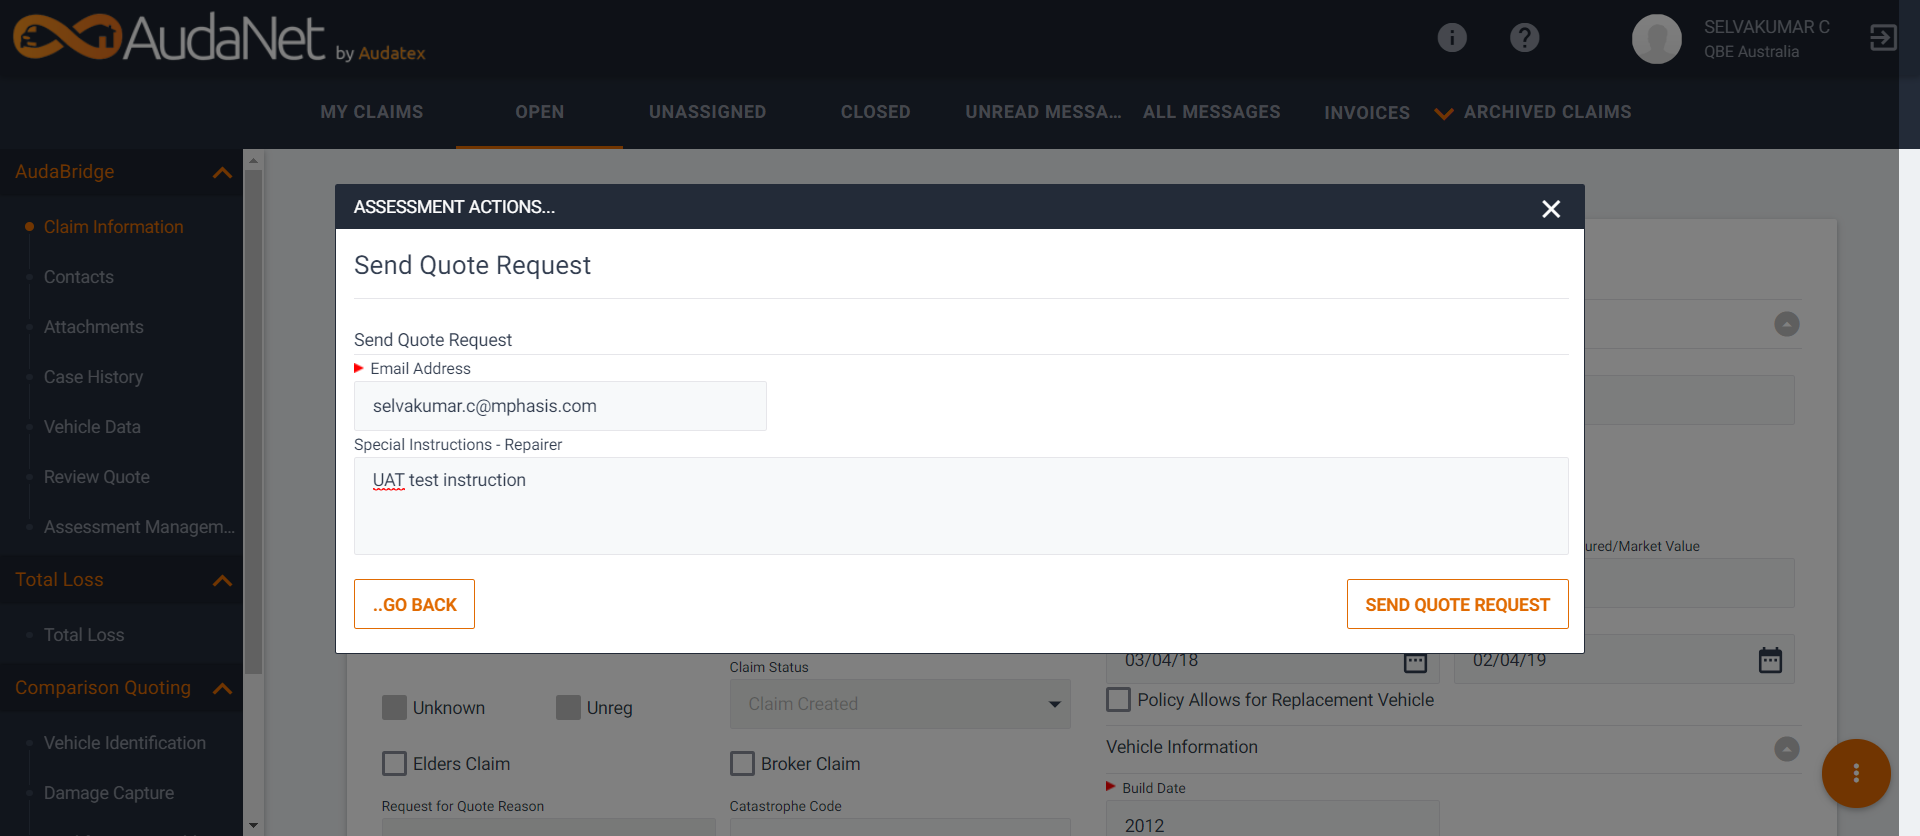 AudaNet by Audatex
SELVAKUMAR C
QBE Australia
MY CLAIMS OPEN UNASSIGNED CLOSED UNREAD MESSA... ALL MESSAGES INVOICES ARCHIVED CLAIMS
AudaBridge
Claim Information
Contacts
Attachments
Case History
Vehicle Data
Review Quote
Assessment Managem...
Total Loss
Total Loss
Comparison Quoting
Vehicle Identification
Damage Capture
ASSESSMENT ACTIONS...
Send Quote Request
Send Quote Request
Email Address
selvakumar.c@mphasis.com
Special Instructions - Repairer
UAT test instruction
..GO BACK
SEND QUOTE REQUEST
ured/Market Value
03/04/18
02/04/19
Claim Status
Unknown
Unreg
Claim Created
Policy Allows for Replacement Vehicle
Vehicle Information
Elders Claim
Broker Claim
Build Date
Request for Quote Reason
Catastrophe Code
2012